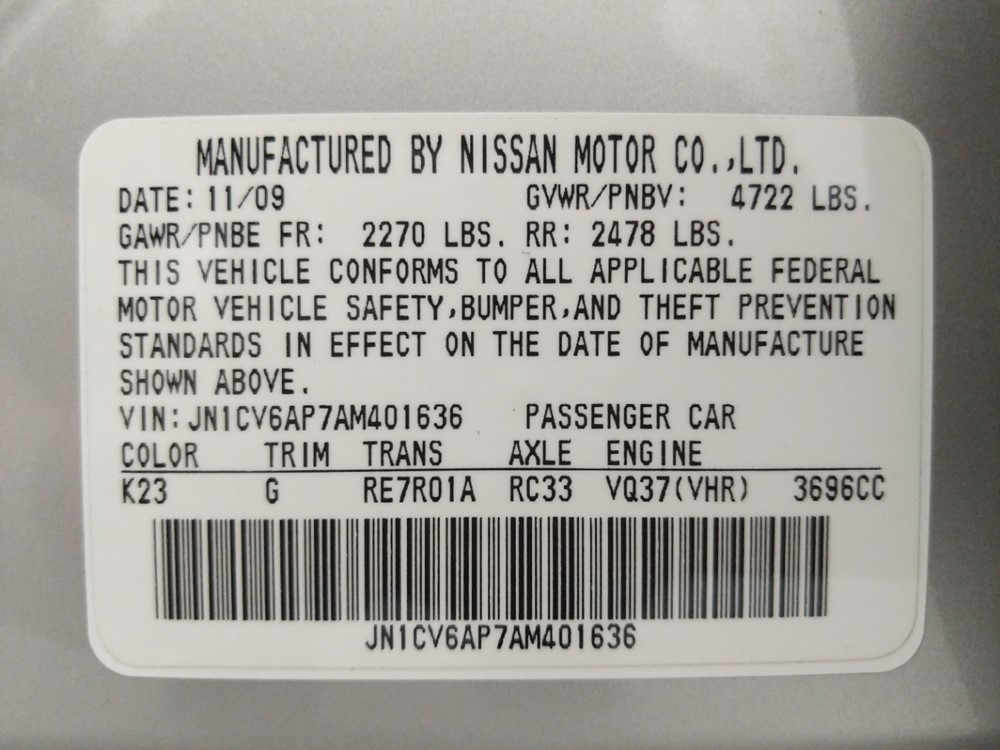 MANUFACTURED BY NISSAN MOTOR CO.,LTD.
DATE: 11/09 GVWR/PNBV: 4722 LBS.
GAWR/PNBE FR: 2270 LBS. RR: 2478 LBS.
THIS VEHICLE CONFORMS TO ALL APPLICABLE FEDERAL
MOTOR VEHICLE SAFETY,BUMPER,AND THEFT PREVENTION
STANDARDS IN EFFECT ON THE DATE OF MANUFACTURE
SHOWN ABOVE.
VIN: JN1CV6AP7AM401636 PASSENGER CAR
COLOR TRIM TRANS AXLE ENGINE
K23 G RE7R01A RC33 VQ37(VHR) 3696CC
JN1CV6AP7AM401636